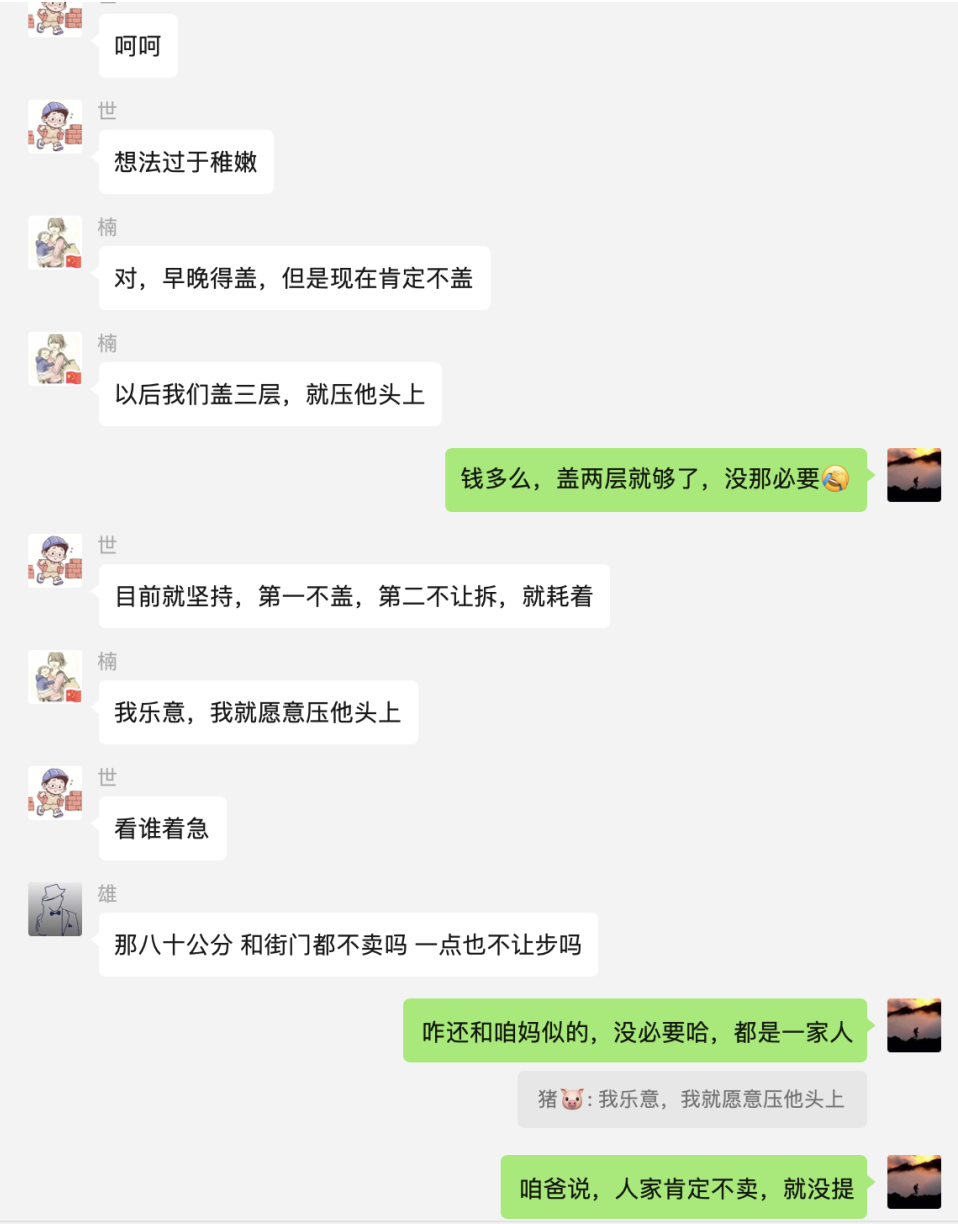 呵呵
世
想法过于稚嫩
楠
对，早晚得盖，但是现在肯定不盖
楠
以后我们盖三层，就压他头上
钱多么，盖两层就够了，没那必要😂
世
目前就坚持，第一不盖，第二不让拆，就耗着
楠
我乐意，我就愿意压他头上
世
看谁着急
雄
那八十公分 和街门都不卖吗 一点也不让步吗
咋还和咱妈似的，没必要哈，都是一家人
猪🐷: 我乐意，我就愿意压他头上
咱爸说，人家肯定不卖，就没提